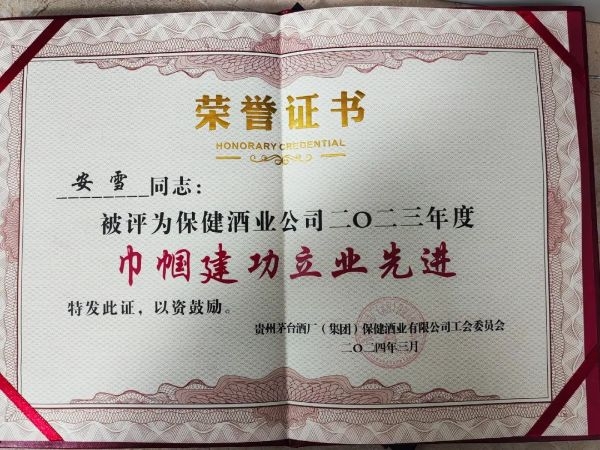 荣誉证书
HONORARY CREDENTIAL
安雪同志：
被评为保健酒业公司二〇二三年度
巾帼建功立业先进
特发此证，以资鼓励。
贵州茅台酒厂（集团）保健酒业有限公司工会委员会
二〇二四年三月